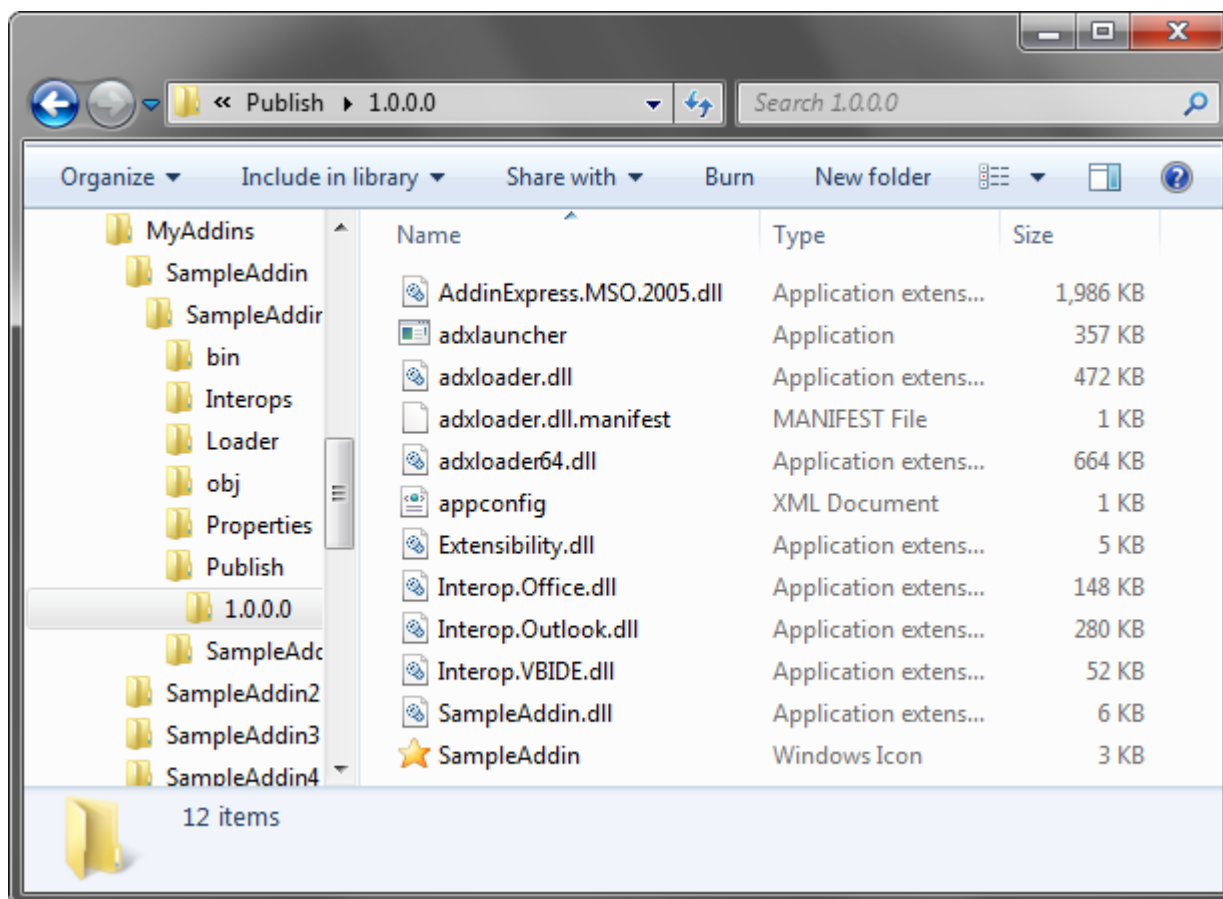 « Publish ▸ 1.0.0.0 Search 1.0.0.0
Organize Include in library Share with Burn New folder
MyAddins
SampleAddin
SampleAddir
bin
Interops
Loader
obj
Properties
Publish
1.0.0.0
SampleAdd
SampleAddin2
SampleAddin3
SampleAddin4
Name Type Size
AddinExpress.MSO.2005.dll Application extens... 1,986 KB
adxlauncher Application 357 KB
adxloader.dll Application extens... 472 KB
adxloader.dll.manifest MANIFEST File 1 KB
adxloader64.dll Application extens... 664 KB
appconfig XML Document 1 KB
Extensibility.dll Application extens... 5 KB
Interop.Office.dll Application extens... 148 KB
Interop.Outlook.dll Application extens... 280 KB
Interop.VBIDE.dll Application extens... 52 KB
SampleAddin.dll Application extens... 6 KB
SampleAddin Windows Icon 3 KB
12 items